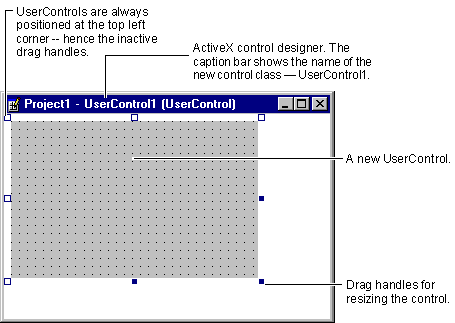 UserControls are always
positioned at the top left
corner -- hence the inactive
drag handles.
ActiveX control designer. The
caption bar shows the name of the
new control class — UserControl1.
Project1 - UserControl1 (UserControl)
A new UserControl.
Drag handles for
resizing the control.